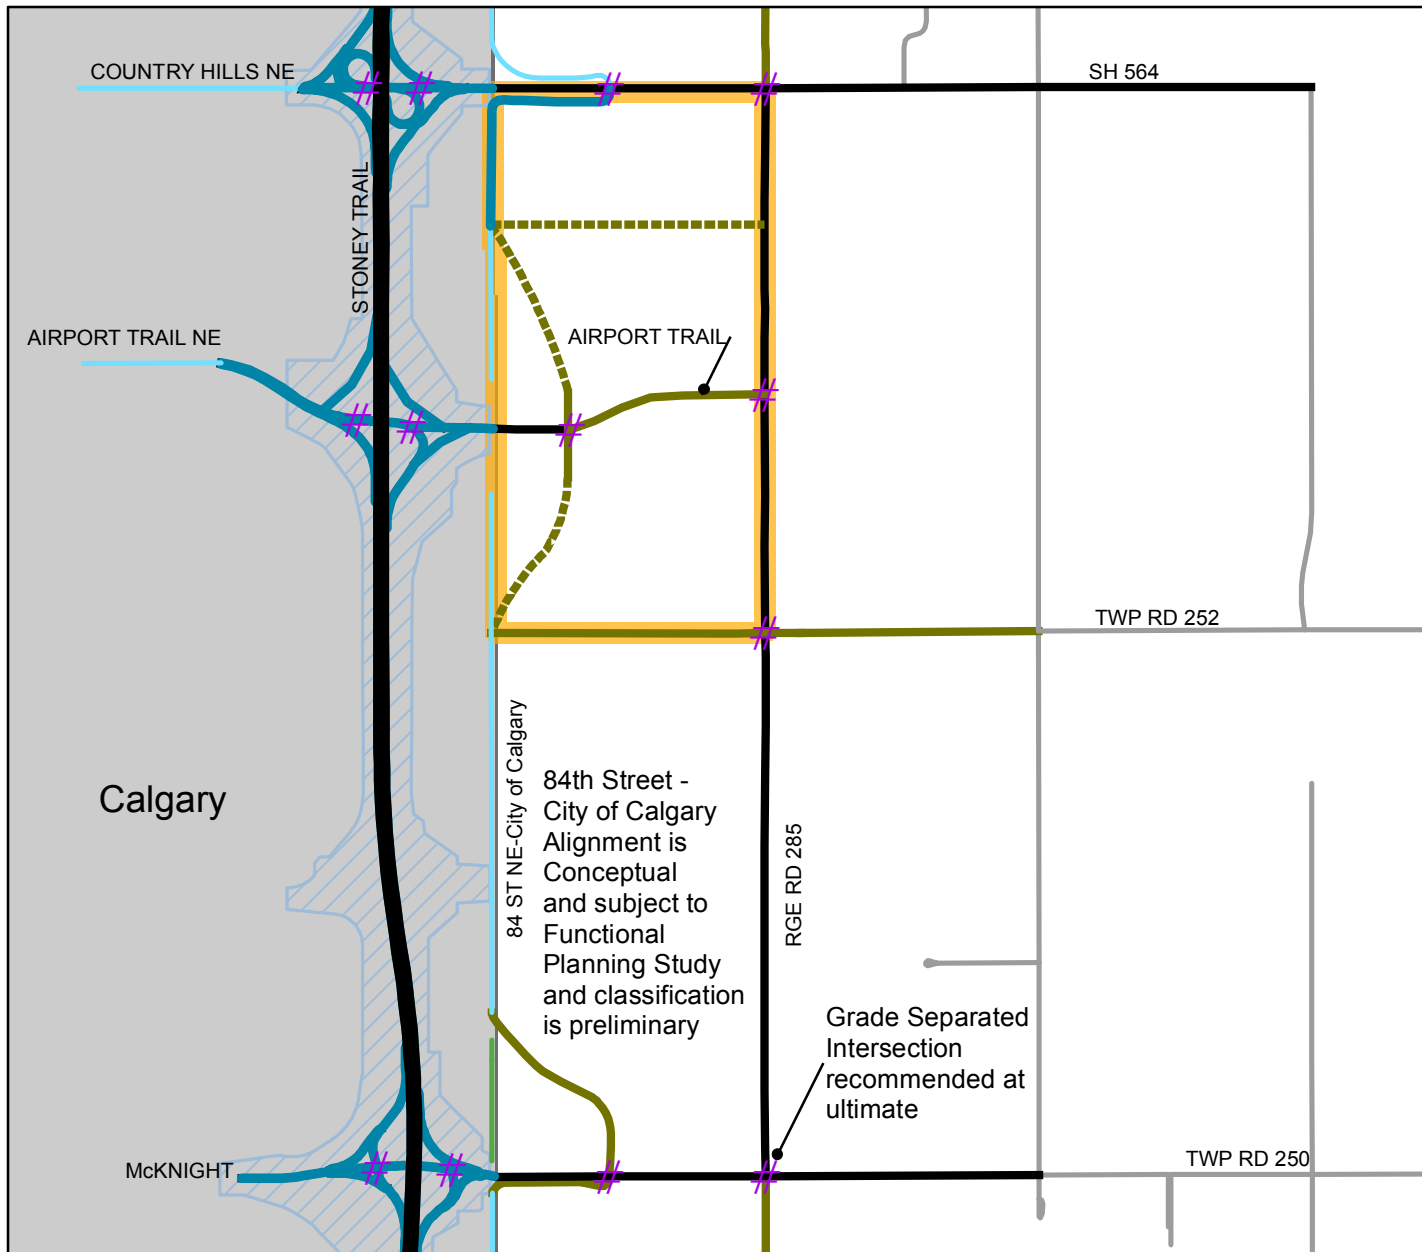 COUNTRY HILLS NE
SH 564
STONEY TRAIL
AIRPORT TRAIL NE
AIRPORT TRAIL
TWP RD 252
84 ST NE-City of Calgary
84th Street -
City of Calgary
Alignment is
Conceptual
and subject to
Functional
Planning Study
and classification
is preliminary
Calgary
RGE RD 285
Grade Separated
Intersection
recommended at
ultimate
McKNIGHT
TWP RD 250